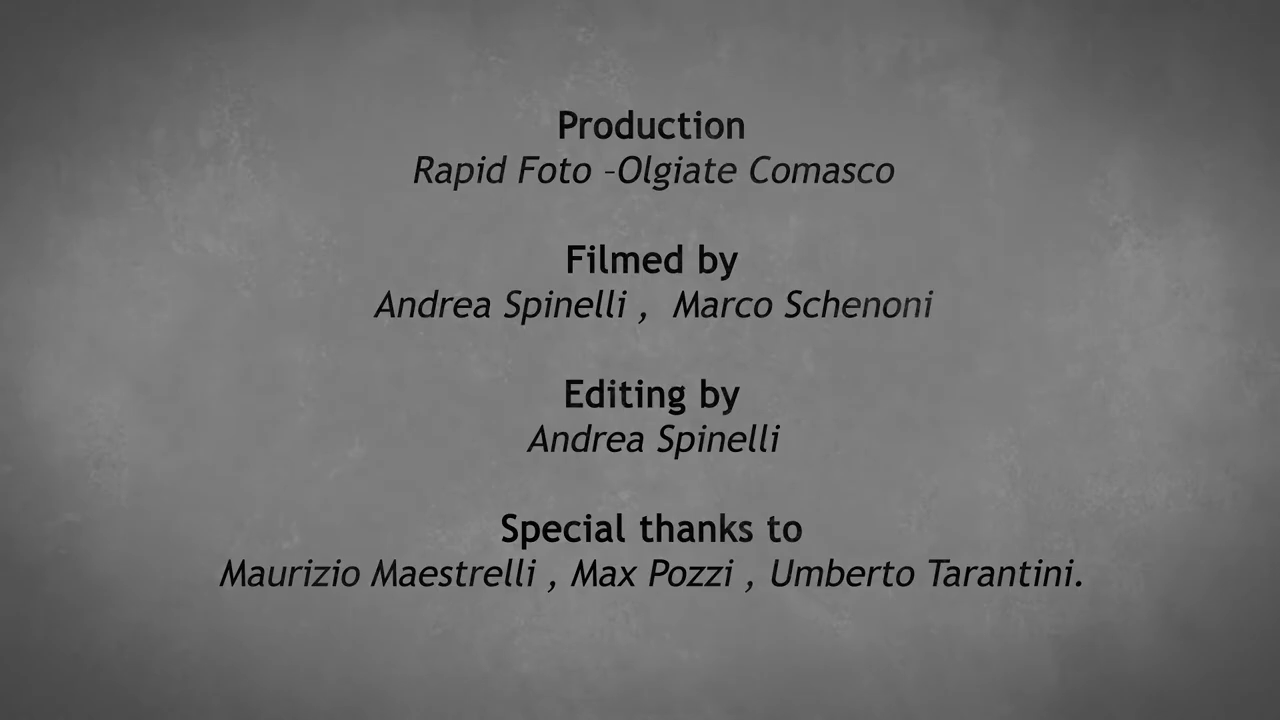 Production
Rapid Foto –Olgiate Comasco
Filmed by
Andrea Spinelli , Marco Schenoni
Editing by
Andrea Spinelli
Special thanks to
Maurizio Maestrelli , Max Pozzi , Umberto Tarantini.